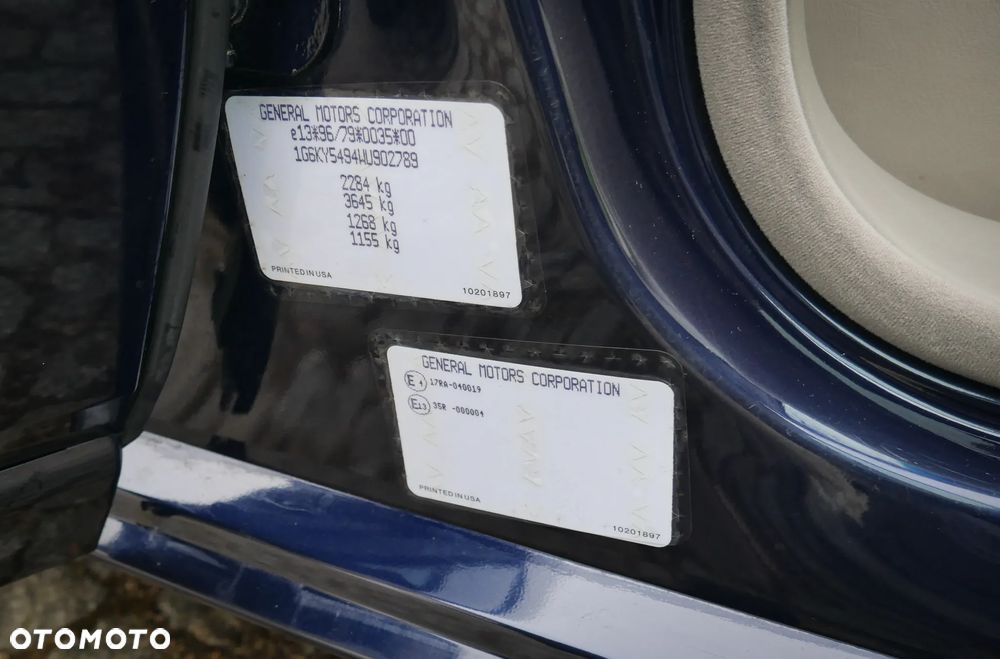 GENERAL MOTORS CORPORATION
e13*96/79*0035*00
1G6KY5494WU902789
2284 kg
3645 kg
1268 kg
1155 kg
PRINTED IN USA
10201897
GENERAL MOTORS CORPORATION
E4 17RA-040019
E13 35R -000004
PRINTED IN USA
10201897
OTOMOTO